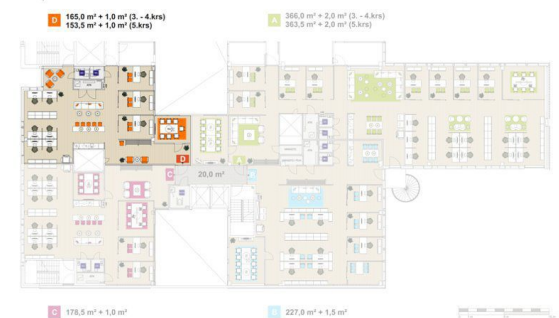 D 165,0 m² + 1,0 m² (3. - 4.krs)
153,5 m² + 1,0 m² (5.krs)
A 366,0 m² + 2,0 m² (3. - 4.krs)
363,5 m² + 2,0 m² (5.krs)
D
A
C 20,0 m²
C 178,5 m² + 1,0 m²
227,0 m² + 1,5 m²